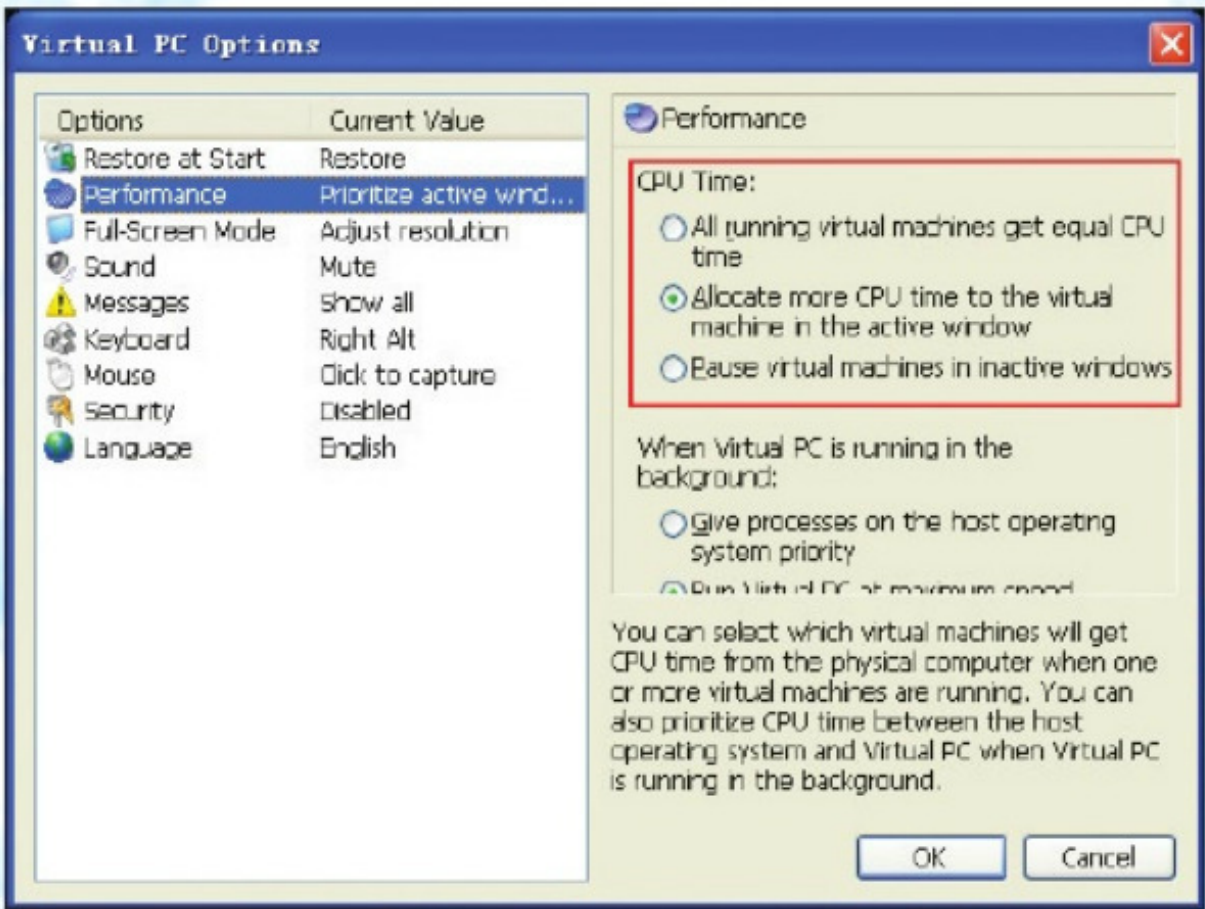 Virtual PC Options
Options Current Value
Restore at Start Restore
Performance Prioritize active wind...
Full-Screen Mode Adjust resolution
Sound Mute
Messages Show all
Keyboard Right Alt
Mouse Click to capture
Security Disabled
Language English
Performance
CPU Time:
All running virtual machines get equal CPU
time
Allocate more CPU time to the virtual
machine in the active window
Pause virtual machines in inactive windows
When Virtual PC is running in the
background:
Give processes on the host operating
system priority
Run Virtual PC at maximum speed
You can select which virtual machines will get
CPU time from the physical computer when one
or more virtual machines are running. You can
also prioritize CPU time between the host
operating system and Virtual PC when Virtual PC
is running in the background.
OK Cancel